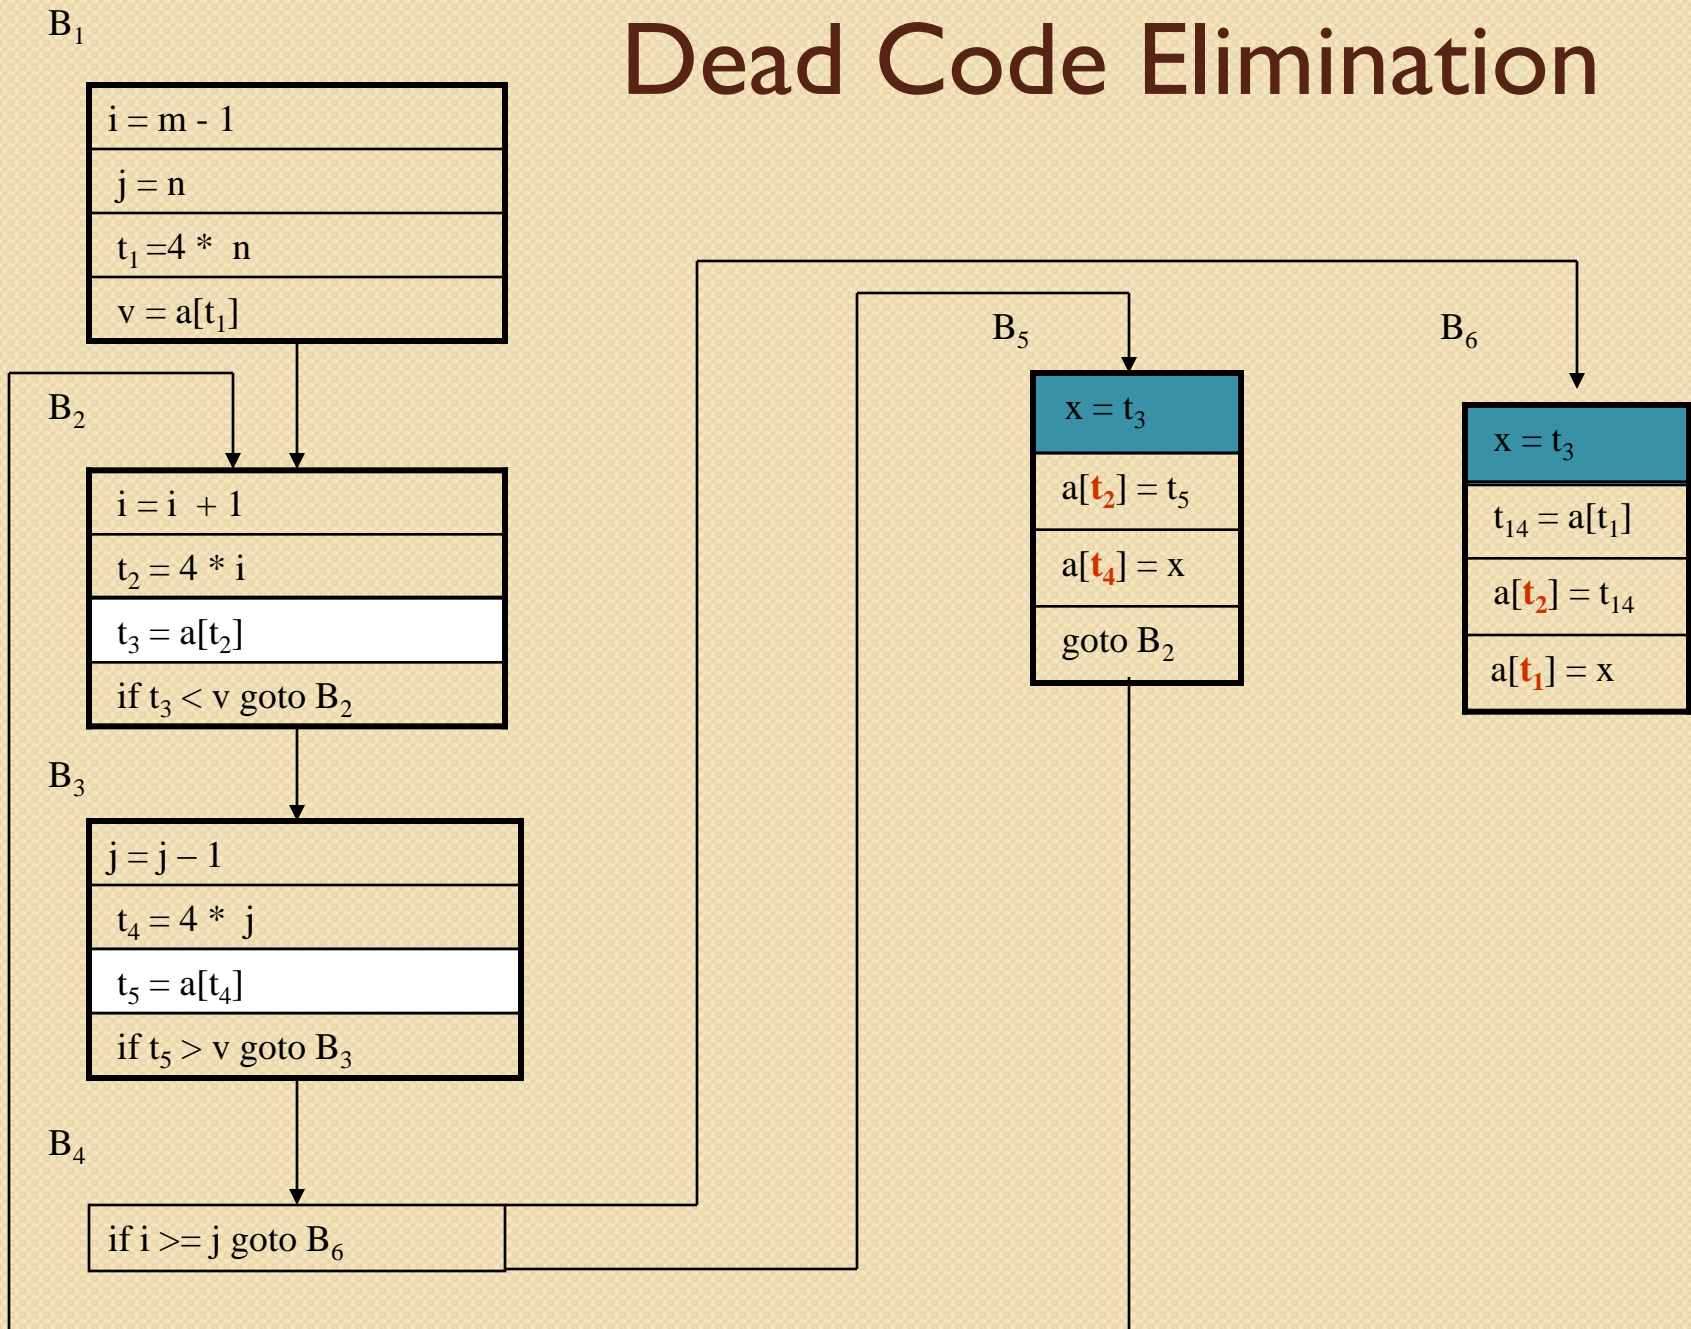 Dead Code Elimination
B₁
i = m - 1
j = n
t₁ =4 * n
v = a[t₁]
B₂
i = i + 1
t₂ = 4 * i
t₃ = a[t₂]
if t₃ < v goto B₂
B₃
j = j – 1
t₄ = 4 * j
t₅ = a[t₄]
if t₅ > v goto B₃
B₄
if i >= j goto B₆
B₅
x = t₃
a[t₂] = t₅
a[t₄] = x
goto B₂
B₆
x = t₃
t₁₄ = a[t₁]
a[t₂] = t₁₄
a[t₁] = x